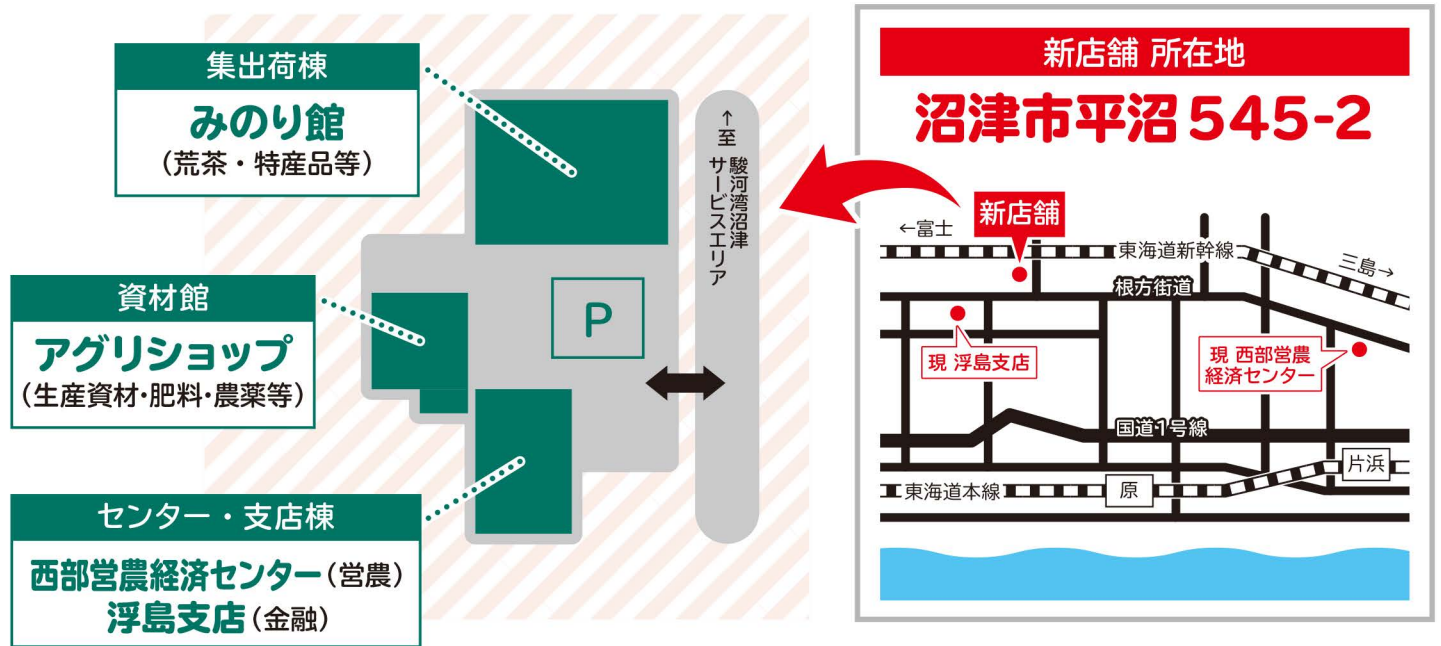 集出荷棟
みのり館
(荒茶・特産品等)
資材館
アグリショップ
(生産資材・肥料・農薬等)
センター・支店棟
西部営農経済センター(営農)
浮島支店(金融)
P
↑至 駿河湾沼津
サービスエリア
新店舗 所在地
沼津市平沼545-2
新店舗
←富士
東海道新幹線
三島→
根方街道
現 浮島支店
現 西部営農
経済センター
国道1号線
片浜
東海道本線
原